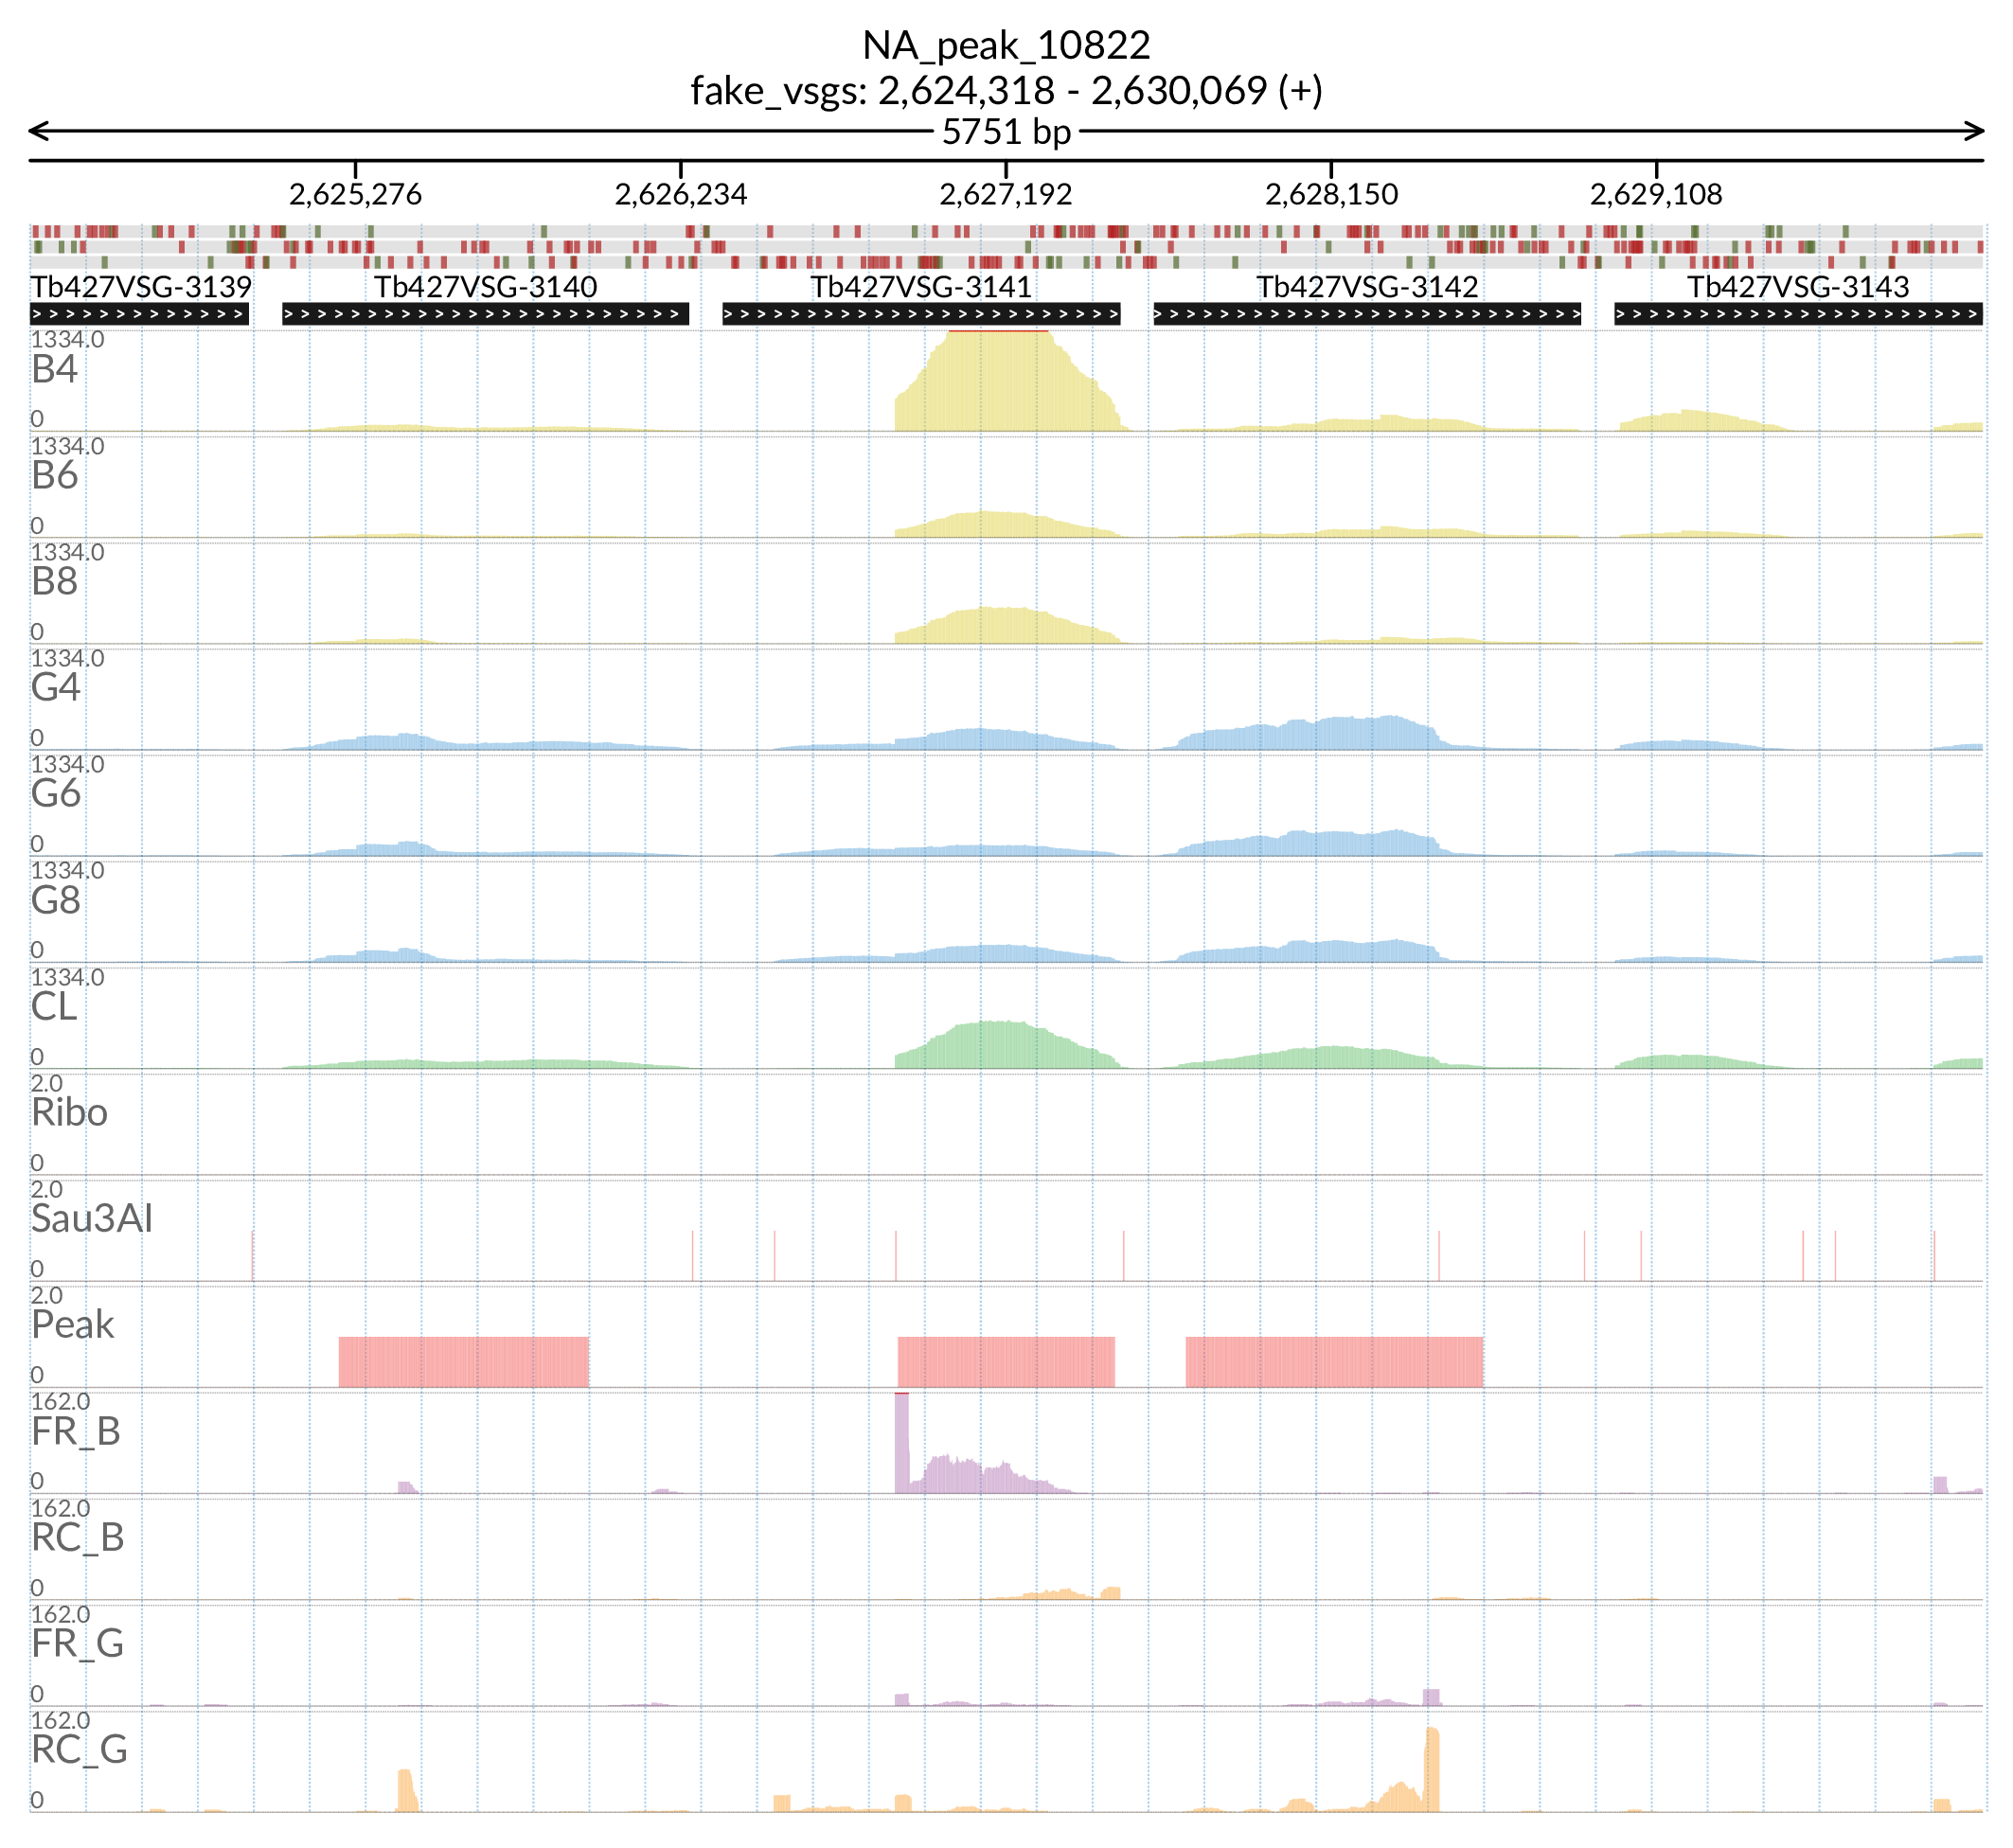 NA_peak_10822
fake_vsgs: 2,624,318 - 2,630,069 (+)
5751 bp
2,625,276 2,626,234 2,627,192 2,628,150 2,629,108
Tb427VSG-3139 Tb427VSG-3140 Tb427VSG-3141 Tb427VSG-3142 Tb427VSG-3143
1334.0
B4
0
1334.0
B6
0
1334.0
B8
0
1334.0
G4
0
1334.0
G6
0
1334.0
G8
0
1334.0
CL
0
2.0
Ribo
0
2.0
Sau3AI
0
2.0
Peak
0
162.0
FR_B
0
162.0
RC_B
0
162.0
FR_G
0
162.0
RC_G
0